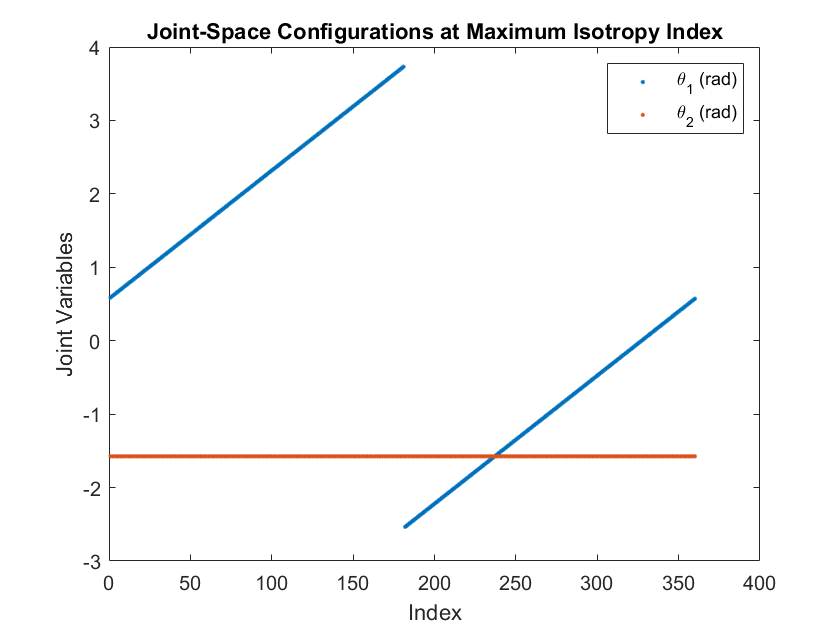 Joint-Space Configurations at Maximum Isotropy Index
θ1 (rad)
θ2 (rad)
4
3
2
1
0
-1
-2
-3
Joint Variables
0 50 100 150 200 250 300 350 400
Index